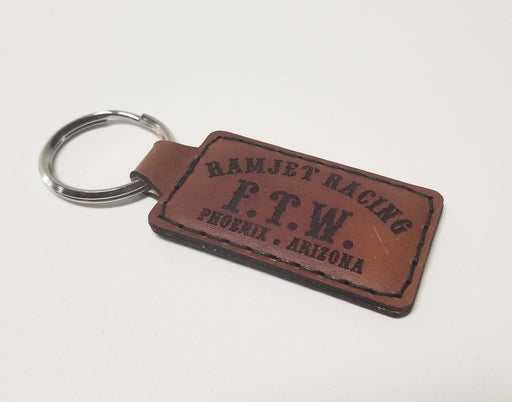 RAMJET RACING
F.T.W.
PHOENIX . ARIZONA